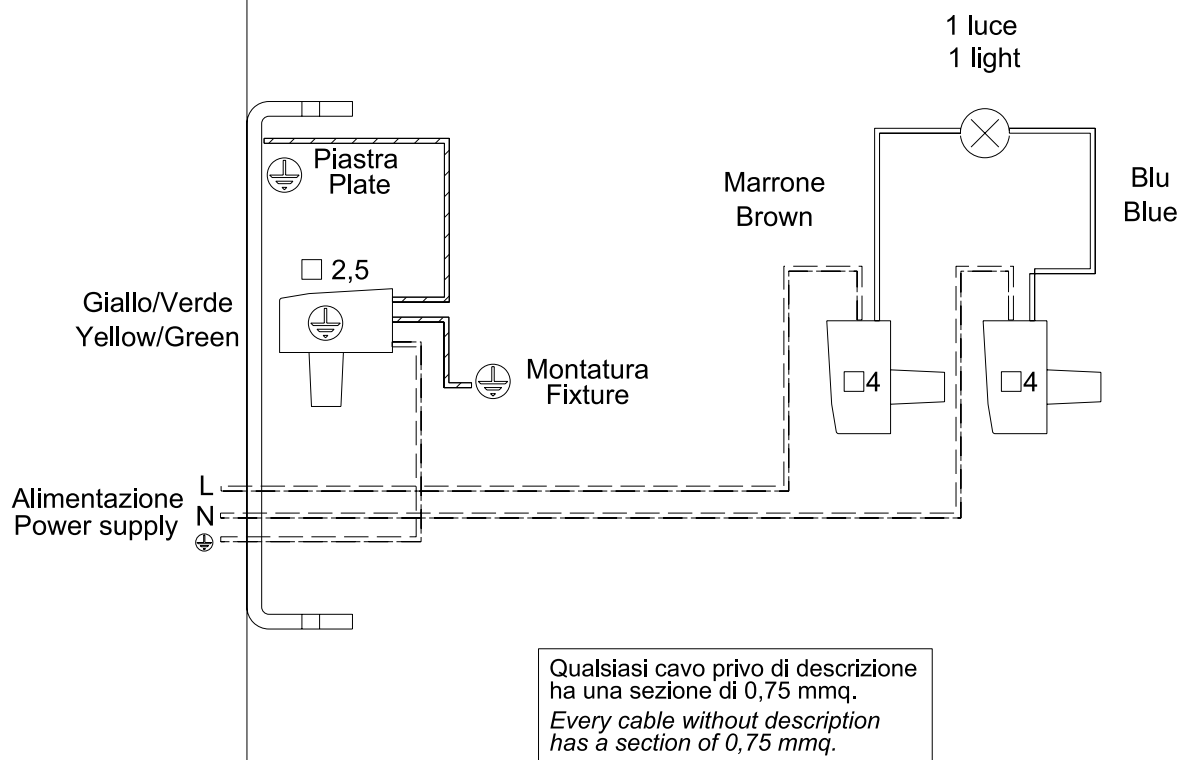 1 luce
1 light
Piastra
Plate
Marrone
Brown
Blu
Blue
□ 2,5
Giallo/Verde
Yellow/Green
Montatura
Fixture
□4
□4
Alimentazione
Power supply
L
N
Qualsiasi cavo privo di descrizione
ha una sezione di 0,75 mmq.
Every cable without description
has a section of 0,75 mmq.